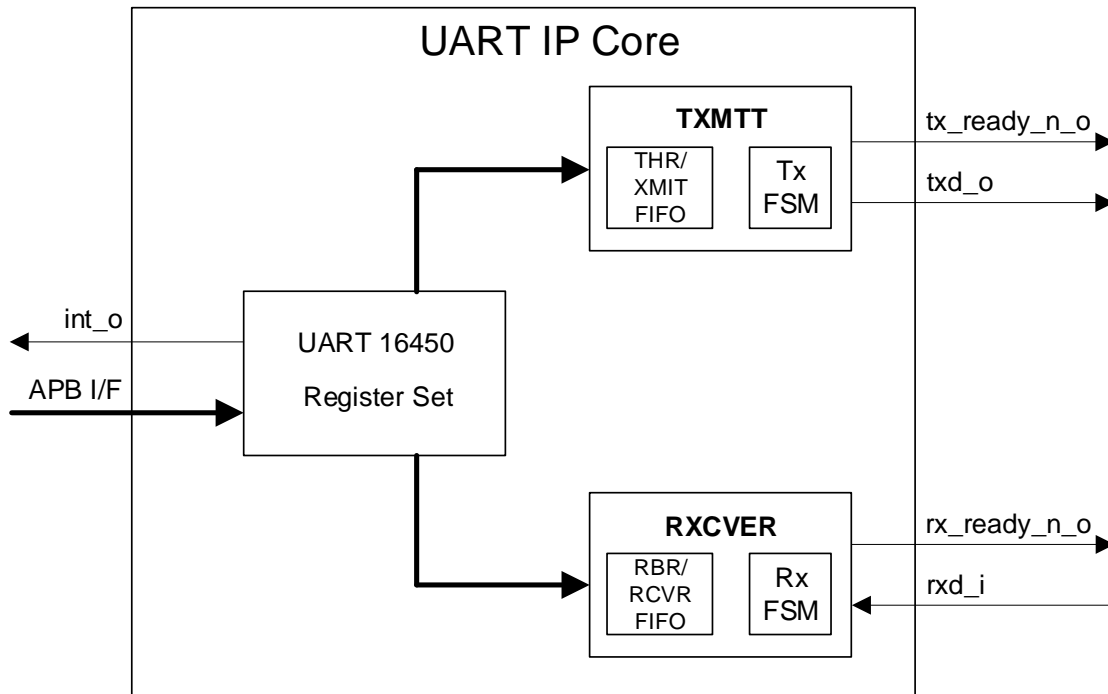 UART IP Core
TXMTT
THR/
XMIT
FIFO
Tx
FSM
tx_ready_n_o
txd_o
int_o
APB I/F
UART 16450
Register Set
RXCVER
RBR/
RCVR
FIFO
Rx
FSM
rx_ready_n_o
rxd_i